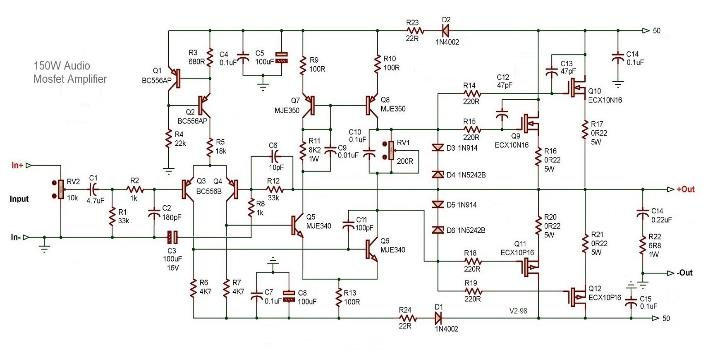 150W Audio
Mosfet Amplifier
R23
22R
D2
1N4002
50
Q1
BC556AP
R3
680R
C4
0.1uF
C5
100uF
R9
100R
R10
100R
C14
0.1uF
C13
47pF
C12
47pF
Q10
ECX10N16
Q2
BC556AP
Q7
MJE350
Q8
MJE350
R14
220R
R15
220R
Q9
ECX10N16
R17
0R22
5W
R4
22k
R5
18k
R11
8K2
1W
C9
0.01uF
C10
0.1uF
RV1
200R
D3 1N914
D4 1N5242B
R16
0R22
5W
In+
Input
In-
RV2
10k
C1
4.7uF
R2
1k
R1
33k
C2
180pF
Q3
Q4
BC556B
C6
10pF
R12
33k
R8
1k
C3
100uF
16V
+Out
D5 1N914
D6 1N5242B
R20
0R22
5W
R21
0R22
5W
C14
0.22uF
R22
6R8
1W
-Out
Q5
MJE340
C11
100pF
Q6
MJE340
R18
220R
R19
220R
Q11
ECX10P16
Q12
ECX10P16
R6
4K7
R7
4K7
C7
0.1uF
C8
100uF
R13
100R
R24
22R
D1
1N4002
V2-98
C15
0.1uF
50